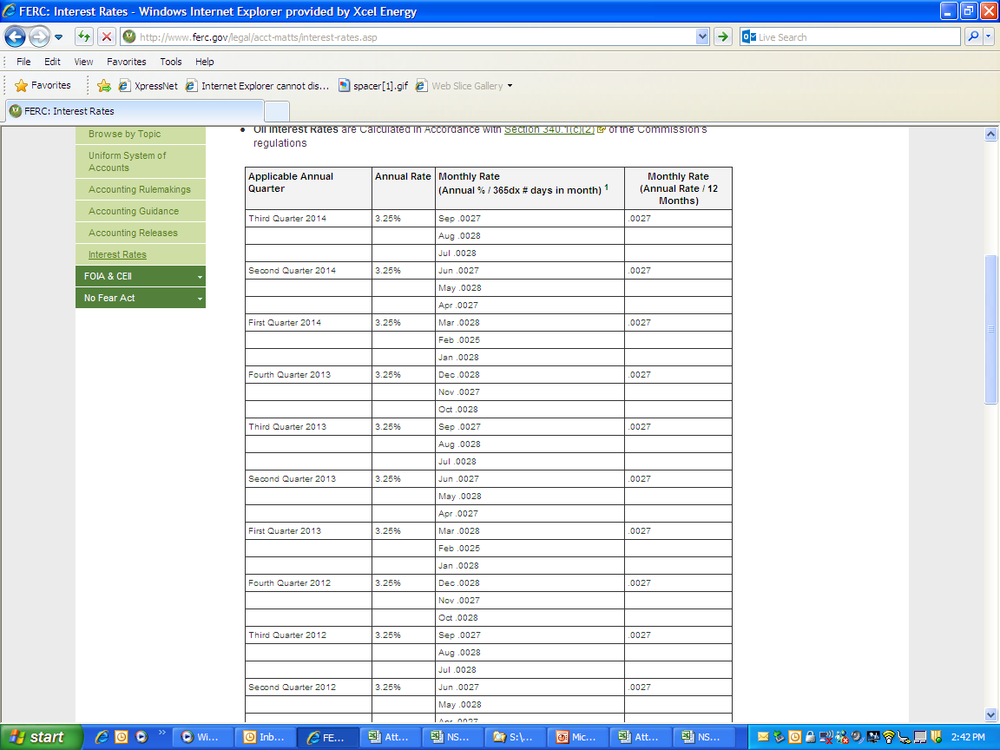 FERC: Interest Rates - Windows Internet Explorer provided by Xcel Energy
http://www.ferc.gov/legal/acct-matts/interest-rates.asp
Live Search
File Edit View Favorites Tools Help
Favorites XpressNet Internet Explorer cannot dis... spacer[1].gif Web Slice Gallery
FERC: Interest Rates
Browse by Topic
Uniform System of
Accounts
Accounting Rulemakings
Accounting Guidance
Accounting Releases
Interest Rates
FOIA & CEII
No Fear Act
• Oil Interest Rates are Calculated in Accordance with Section 340.1(c)(2) of the Commission's
regulations
Applicable Annual
Quarter
Annual Rate
Monthly Rate
(Annual % / 365dx # days in month) 1
Monthly Rate
(Annual Rate / 12
Months)
Third Quarter 2014 3.25% Sep .0027 .0027
Aug .0028
Jul .0028
Second Quarter 2014 3.25% Jun .0027 .0027
May .0028
Apr .0027
First Quarter 2014 3.25% Mar .0028 .0027
Feb .0025
Jan .0028
Fourth Quarter 2013 3.25% Dec .0028 .0027
Nov .0027
Oct .0028
Third Quarter 2013 3.25% Sep .0027 .0027
Aug .0028
Jul .0028
Second Quarter 2013 3.25% Jun .0027 .0027
May .0028
Apr .0027
First Quarter 2013 3.25% Mar .0028 .0027
Feb .0025
Jan .0028
Fourth Quarter 2012 3.25% Dec .0028 .0027
Nov .0027
Oct .0028
Third Quarter 2012 3.25% Sep .0027 .0027
Aug .0028
Jul .0028
Second Quarter 2012 3.25% Jun .0027 .0027
May .0028
Apr .0027
start Wi... Inb... FE... Att... NS... S:\... Mic... Att... NS... 2:42 PM